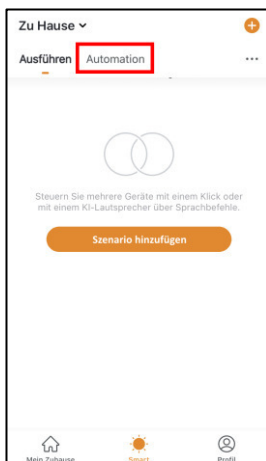 Zu Hause
Ausführen Automation ...
Steuern Sie mehrere Geräte mit einem Klick oder
mit einem KI-Lautsprecher über Sprachbefehle.
Szenario hinzufügen
Mein Zuhause Smart Profil